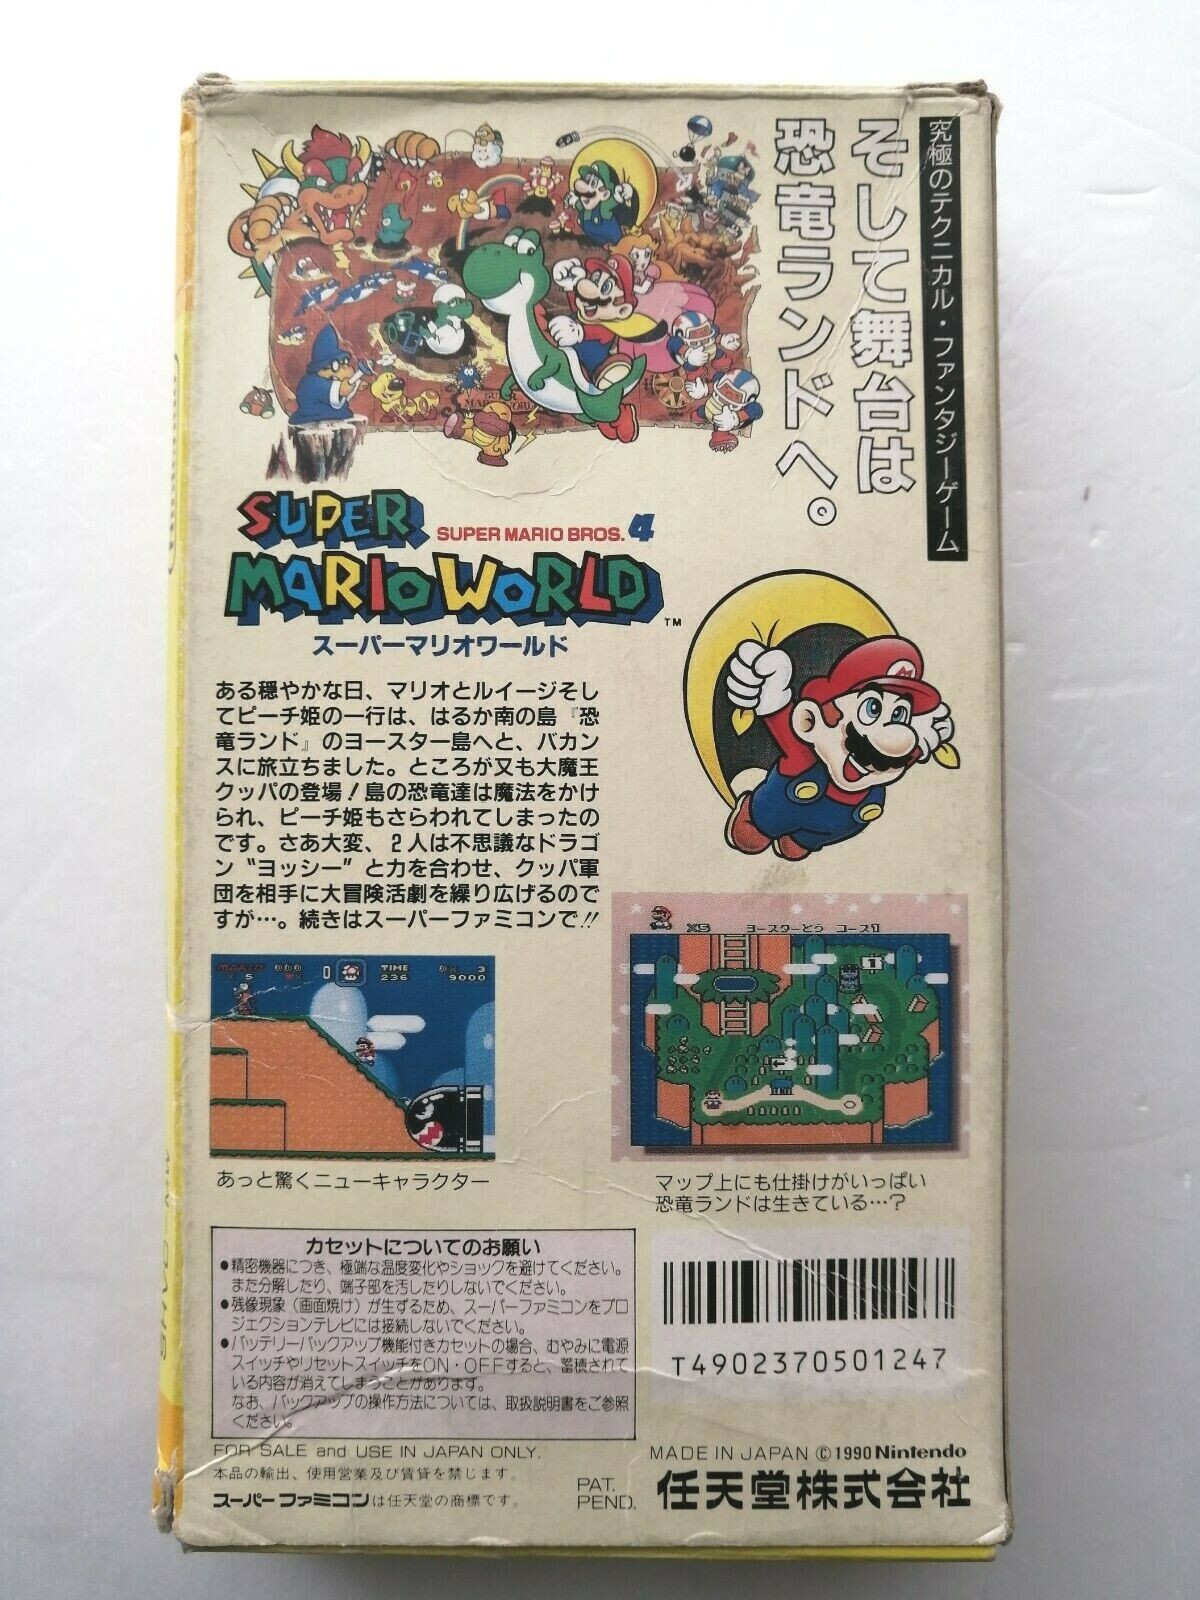 究極のテクニカル・ファンタジーゲーム
そして舞台は
恐竜ランドへ。
SUPER
SUPER MARIO BROS. 4
MARIO WORLD
TM
スーパーマリオワールド
ある穏やかな日、マリオとルイージそし
てピーチ姫の一行は、はるか南の島『恐
竜ランド』のヨースター島へと、バカン
スに旅立ちました。ところが又も大魔王
クッパの登場！島の恐竜達は魔法をかけ
られ、ピーチ姫もさらわれてしまったの
です。さあ大変、2人は不思議なドラゴ
ン“ヨッシー”と力を合わせ、クッパ軍
団を相手に大冒険活劇を繰り広げるので
すが…。続きはスーパーファミコンで!!
MARIO
TIME
X 5
0
236
X 3
9000
あっと驚くニューキャラクター
X5 ヨースターとう コース1
1
マップ上にも仕掛けがいっぱい
恐竜ランドは生きている…？
カセットについてのお願い
●精密機器につき、極端な温度変化やショックを避けてください。
また分解したり、端子部を汚したりしないでください。
●残像現象（画面焼け）が生ずるため、スーパーファミコンをプロ
ジェクションテレビには接続しないでください。
●バッテリーバックアップ機能付きカセットの場合、むやみに電源
スイッチやリセットスイッチをON・OFFすると、蓄積されて
いる内容が消えてしまうことがあります。
なお、バックアップの操作方法については、取扱説明書をご参照
ください。
T4902370501247
FOR SALE and USE IN JAPAN ONLY.
本品の輸出、使用営業及び賃貸を禁じます。
スーパーファミコンは任天堂の商標です。
PAT.
PEND.
MADE IN JAPAN ©1990 Nintendo
任天堂株式会社